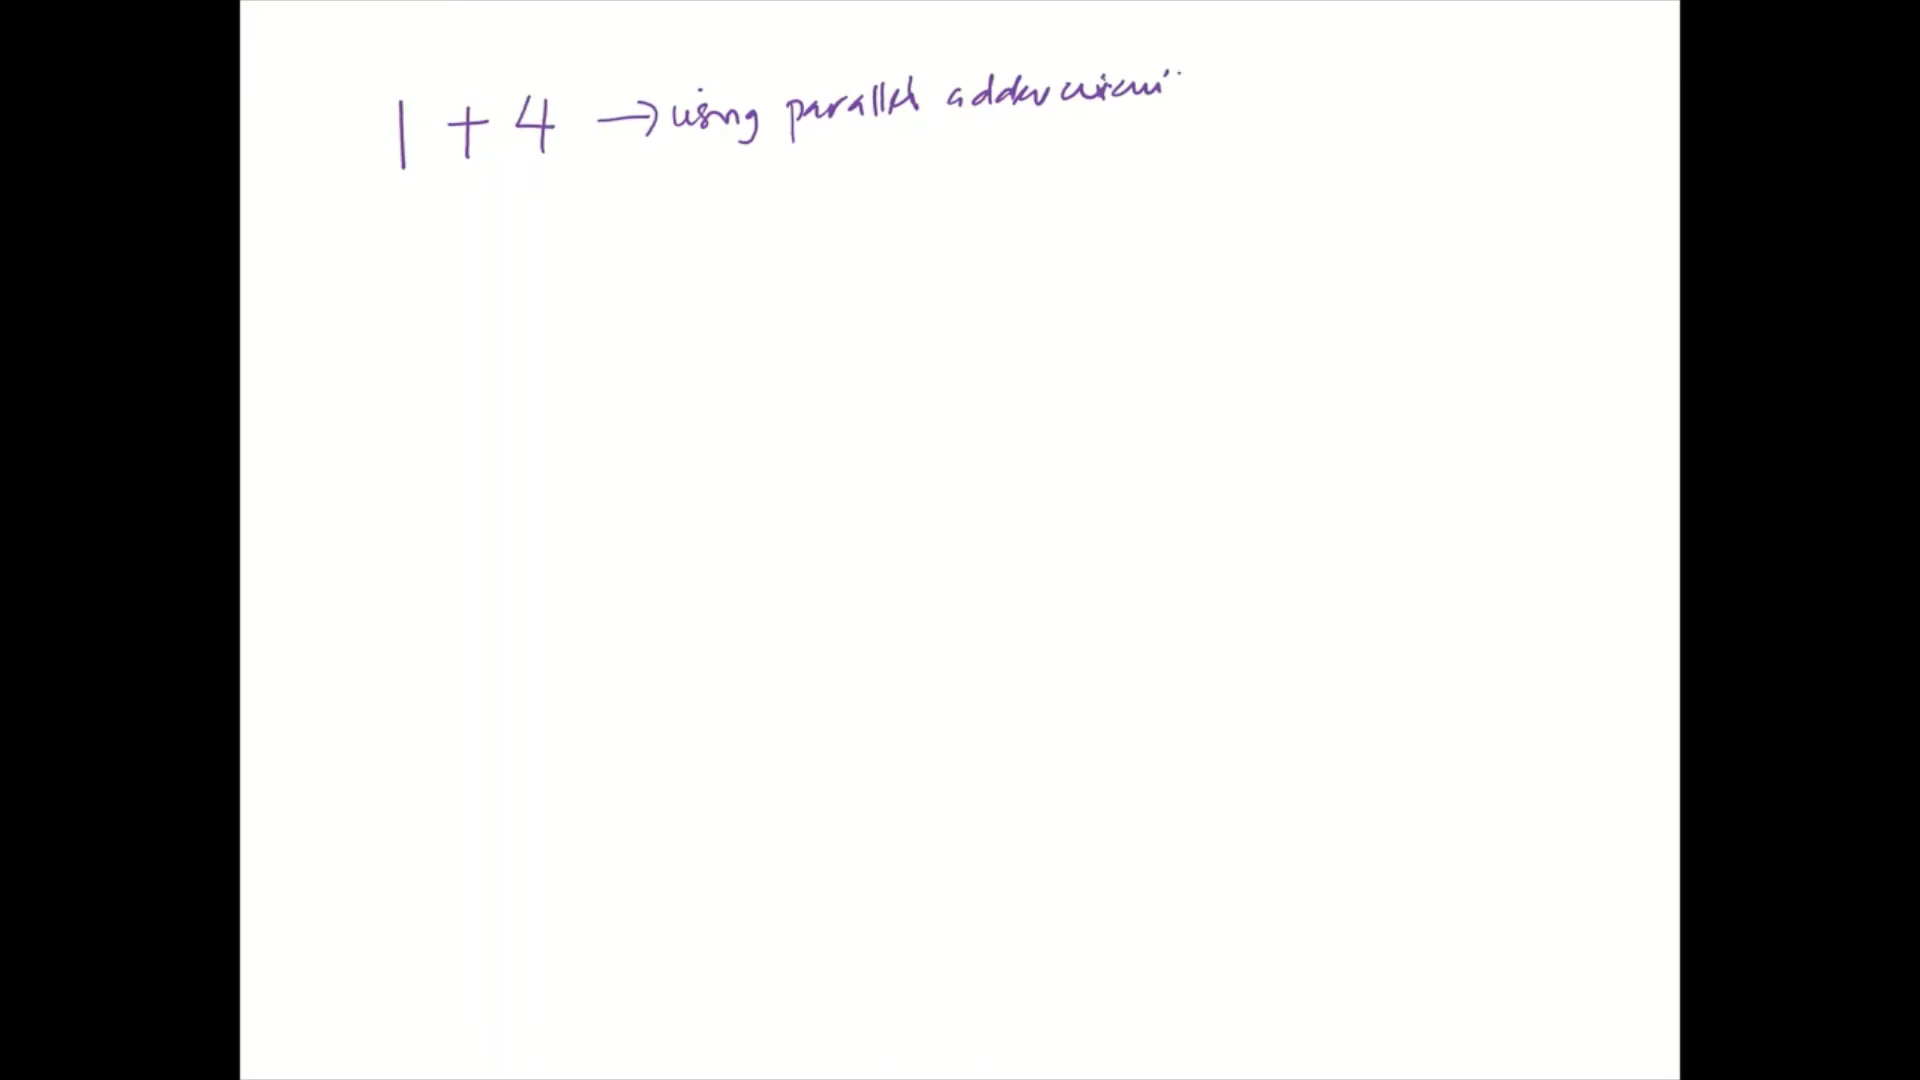 1 + 4 → using parallel adder